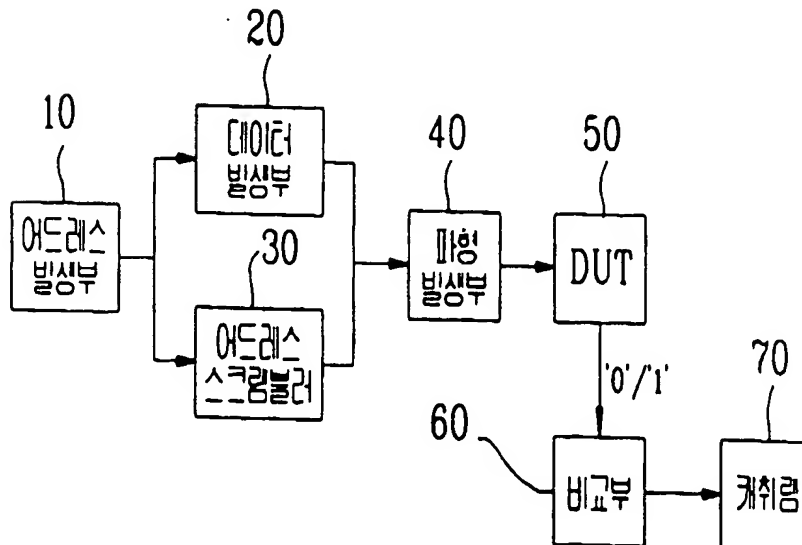 20
데이터
발생부
10
어드레스
발생부
30
어드레스
스크램블러
40
파형
발생부
50
DUT
'0'/'1'
60
비교부
70
캐취램